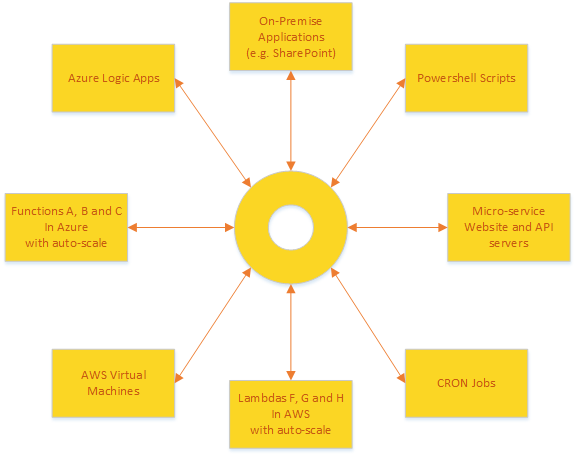 On-Premise
Applications
(e.g. SharePoint)
Azure Logic Apps
Powershell Scripts
Functions A, B and C
In Azure
with auto-scale
Micro-service
Website and API
servers
AWS Virtual
Machines
Lambdas F, G and H
In AWS
with auto-scale
CRON Jobs